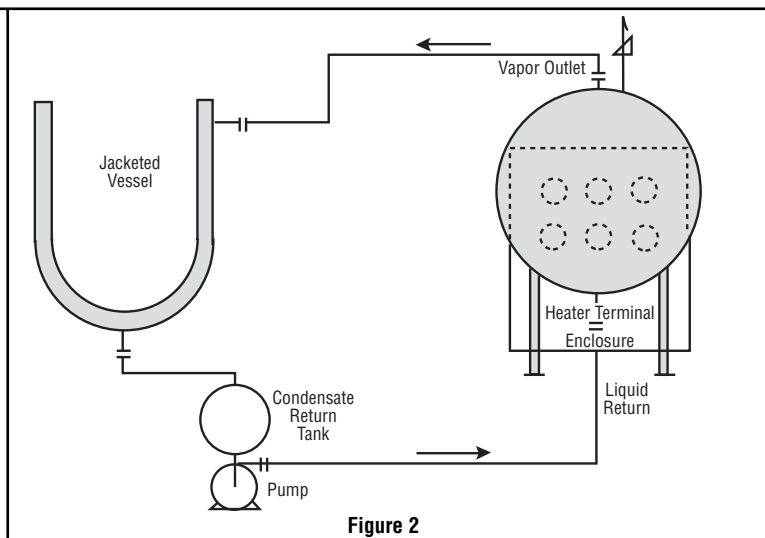 Vapor Outlet
Jacketed
Vessel
Heater Terminal
Enclosure
Liquid
Return
Condensate
Return
Tank
Pump
Figure 2